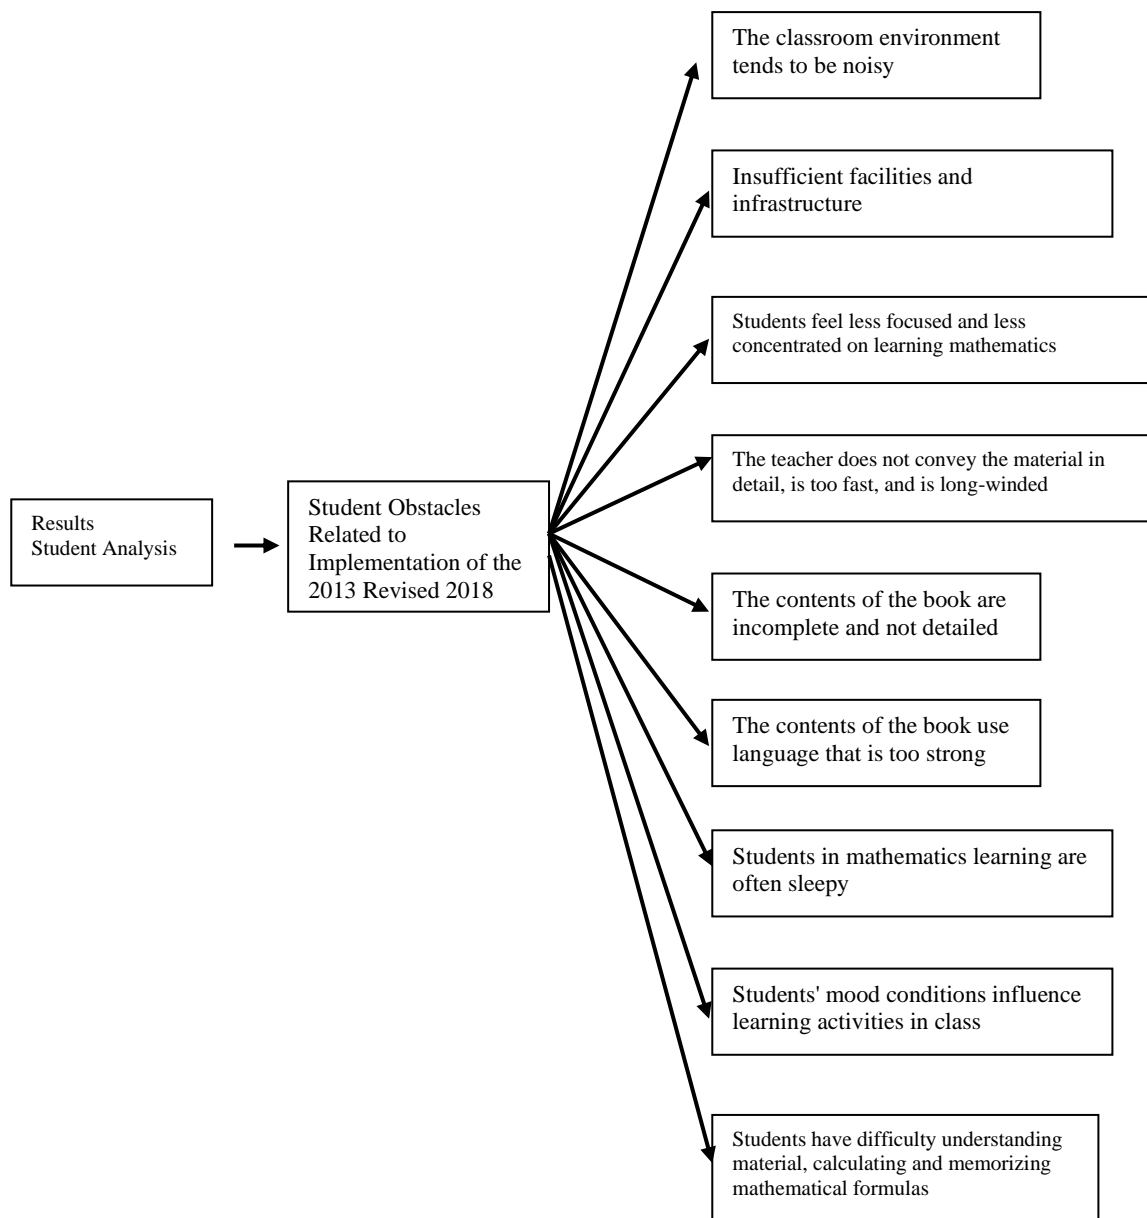 The classroom environment
tends to be noisy
Insufficient facilities and
infrastructure
Students feel less focused and less
concentrated on learning mathematics
The teacher does not convey the material in
detail, is too fast, and is long-winded
Results
Student Analysis
Student Obstacles
Related to
Implementation of the
2013 Revised 2018
The contents of the book are
incomplete and not detailed
The contents of the book use
language that is too strong
Students in mathematics learning are
often sleepy
Students' mood conditions influence
learning activities in class
Students have difficulty understanding
material, calculating and memorizing
mathematical formulas